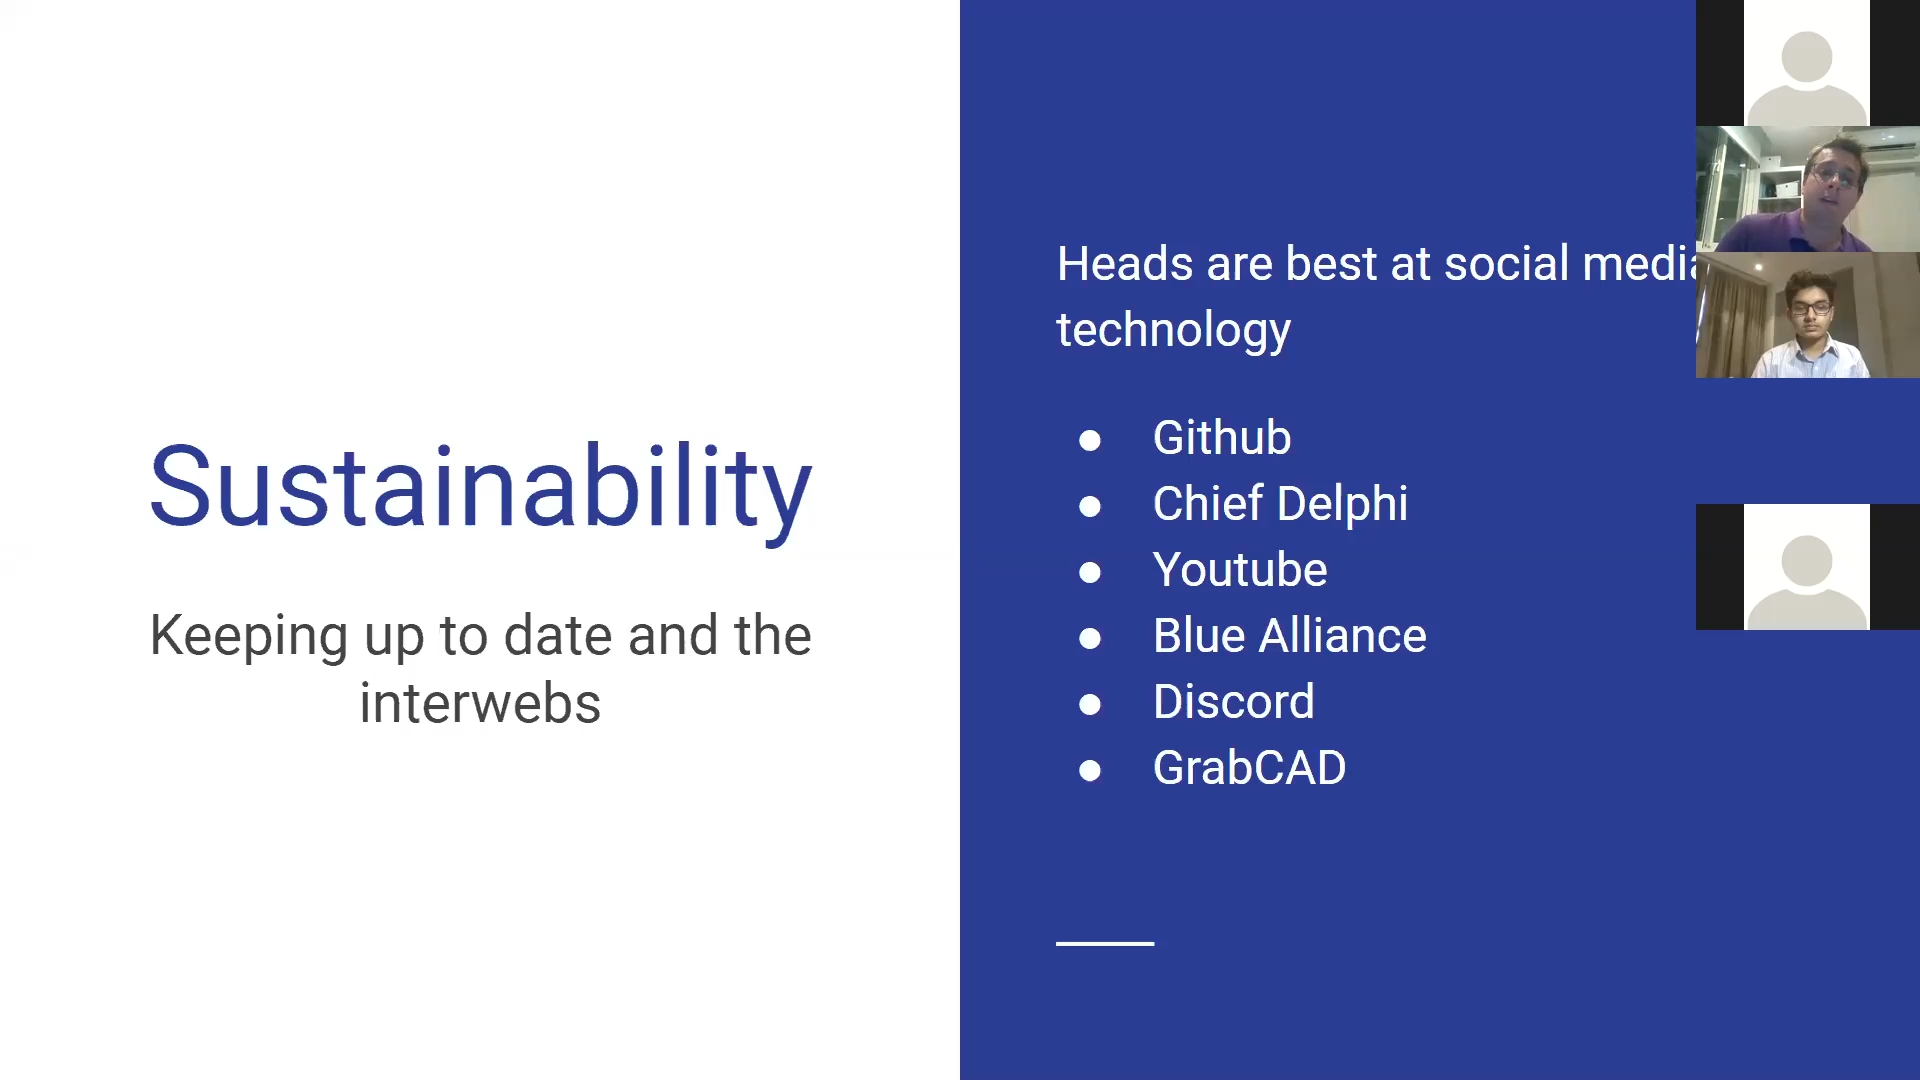 Sustainability
Keeping up to date and the
interwebs
Heads are best at social media
technology
● Github
● Chief Delphi
● Youtube
● Blue Alliance
● Discord
● GrabCAD